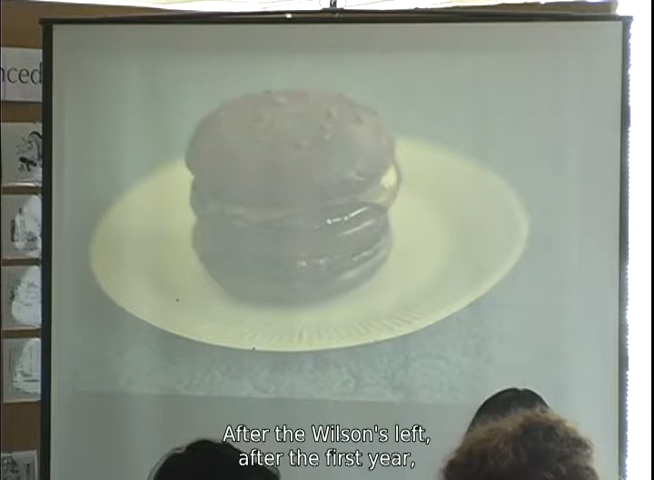 nced
After the Wilson's left,
after the first year,